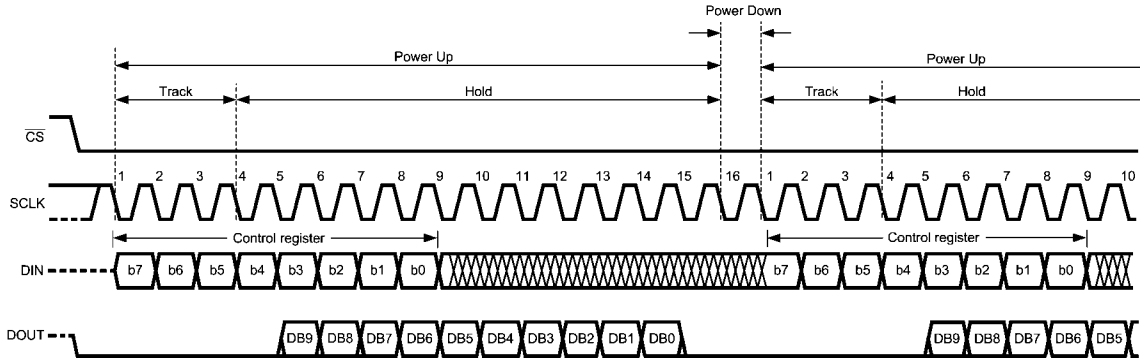 Power Down
Power Up
Power Up
Track
Hold
Track
Hold
CS
1 2 3 4 5 6 7 8 9 10 11 12 13 14 15 16 1 2 3 4 5 6 7 8 9 10
SCLK
Control register
Control register
DIN
b7 b6 b5 b4 b3 b2 b1 b0 b7 b6 b5 b4 b3 b2 b1 b0
DOUT
DB9 DB8 DB7 DB6 DB5 DB4 DB3 DB2 DB1 DB0 DB9 DB8 DB7 DB6 DB5